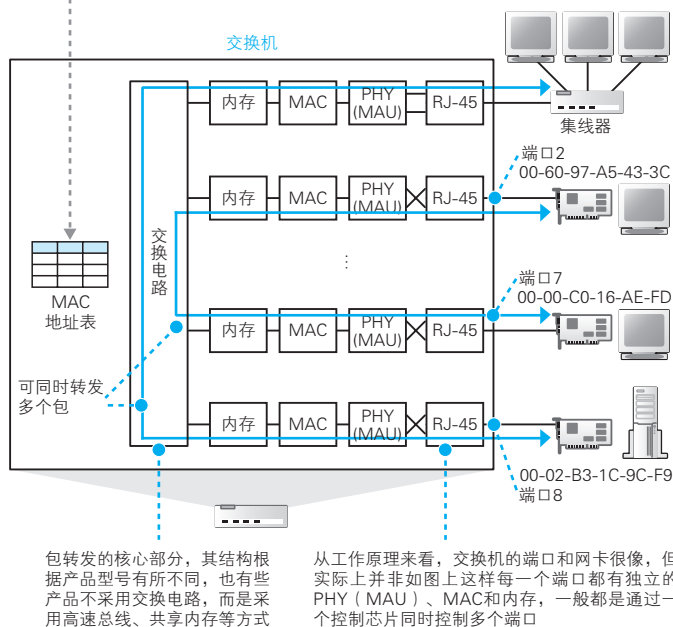 交换机
内存
MAC
PHY
(MAU)
RJ-45
集线器
端口2
00-60-97-A5-43-3C
内存
MAC
PHY
(MAU)
RJ-45
交换电路
⋮
MAC
地址表
端口7
00-00-C0-16-AE-FD
内存
MAC
PHY
(MAU)
RJ-45
可同时转发
多个包
内存
MAC
PHY
(MAU)
RJ-45
00-02-B3-1C-9C-F9
端口8
包转发的核心部分，其结构根
据产品型号有所不同，也有些
产品不采用交换电路，而是采
用高速总线、共享内存等方式
从工作原理来看，交换机的端口和网卡很像，但
实际上并非如图上这样每一个端口都有独立的
PHY（MAU）、MAC和内存，一般都是通过一
个控制芯片同时控制多个端口